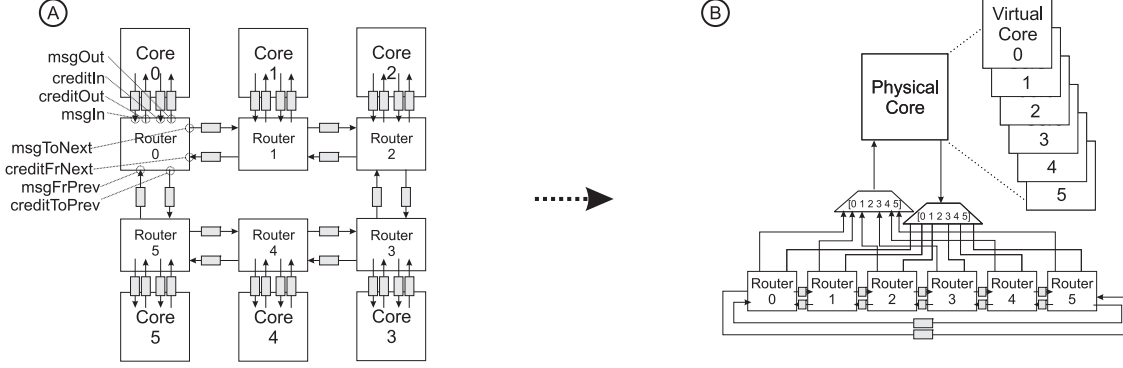 A
Core
0
Core
1
Core
2
msgOut
creditIn
creditOut
msgIn
msgToNext
creditFrNext
msgFrPrev
creditToPrev
Router
0
Router
1
Router
2
Router
5
Router
4
Router
3
Core
5
Core
4
Core
3
B
Virtual
Core
0
1
2
3
4
5
Physical
Core
[0 1 2 3 4 5]
[0 1 2 3 4 5]
Router
0
Router
1
Router
2
Router
3
Router
4
Router
5